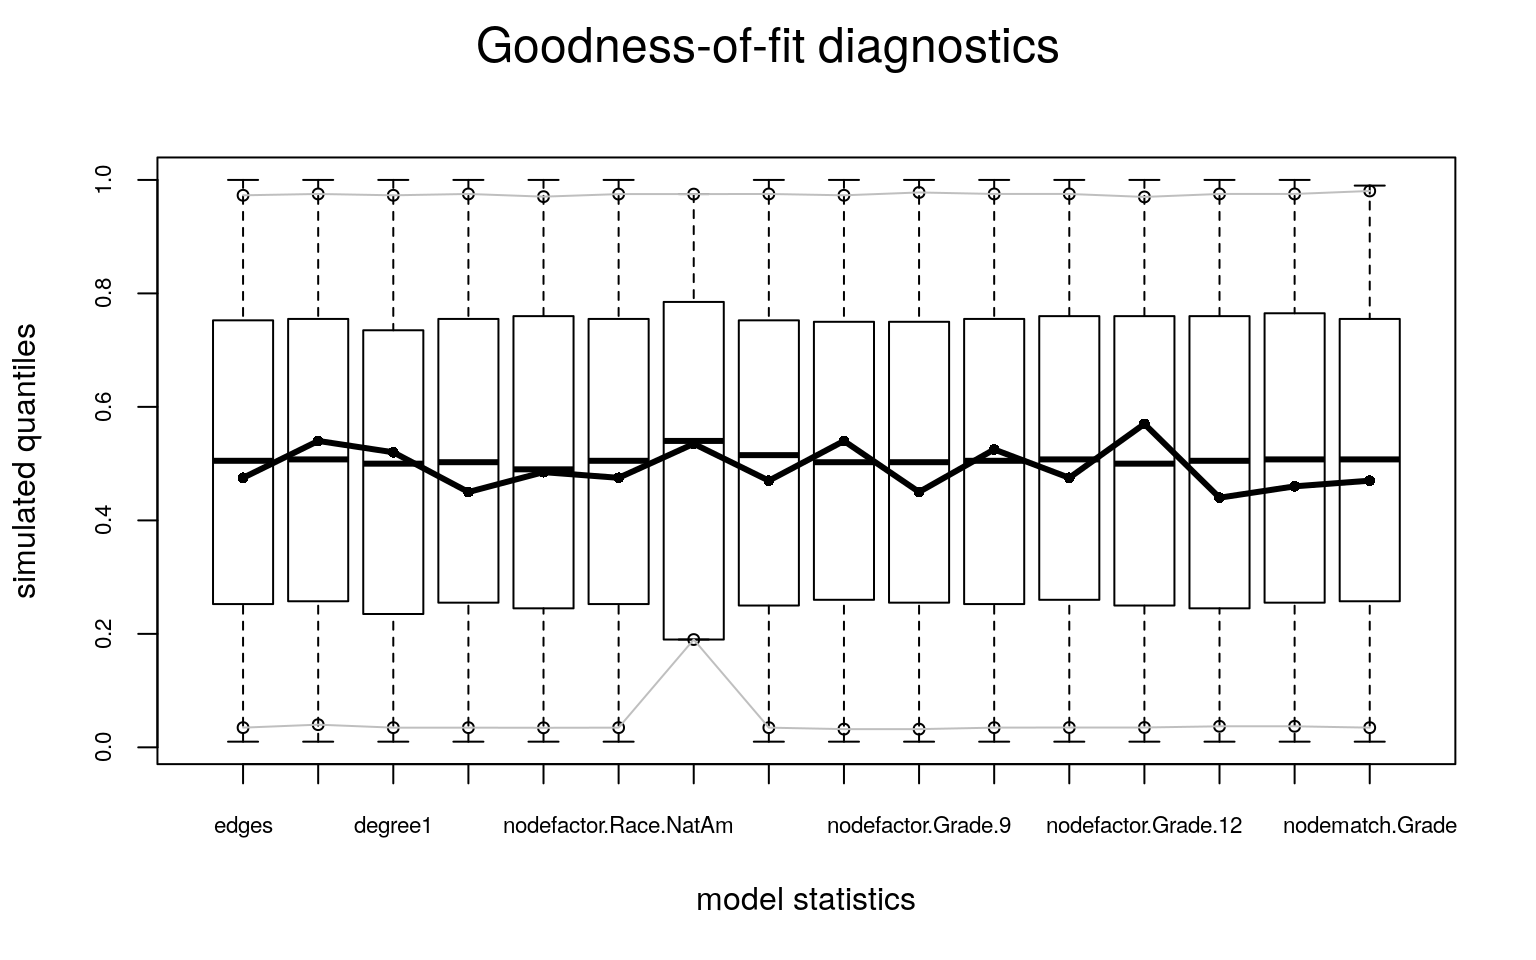 Goodness-of-fit diagnostics
simulated quantiles
1.0
0.8
0.6
0.4
0.2
0.0
edges degree1 nodefactor.Race.NatAm nodefactor.Grade.9 nodefactor.Grade.12 nodematch.Grade
model statistics